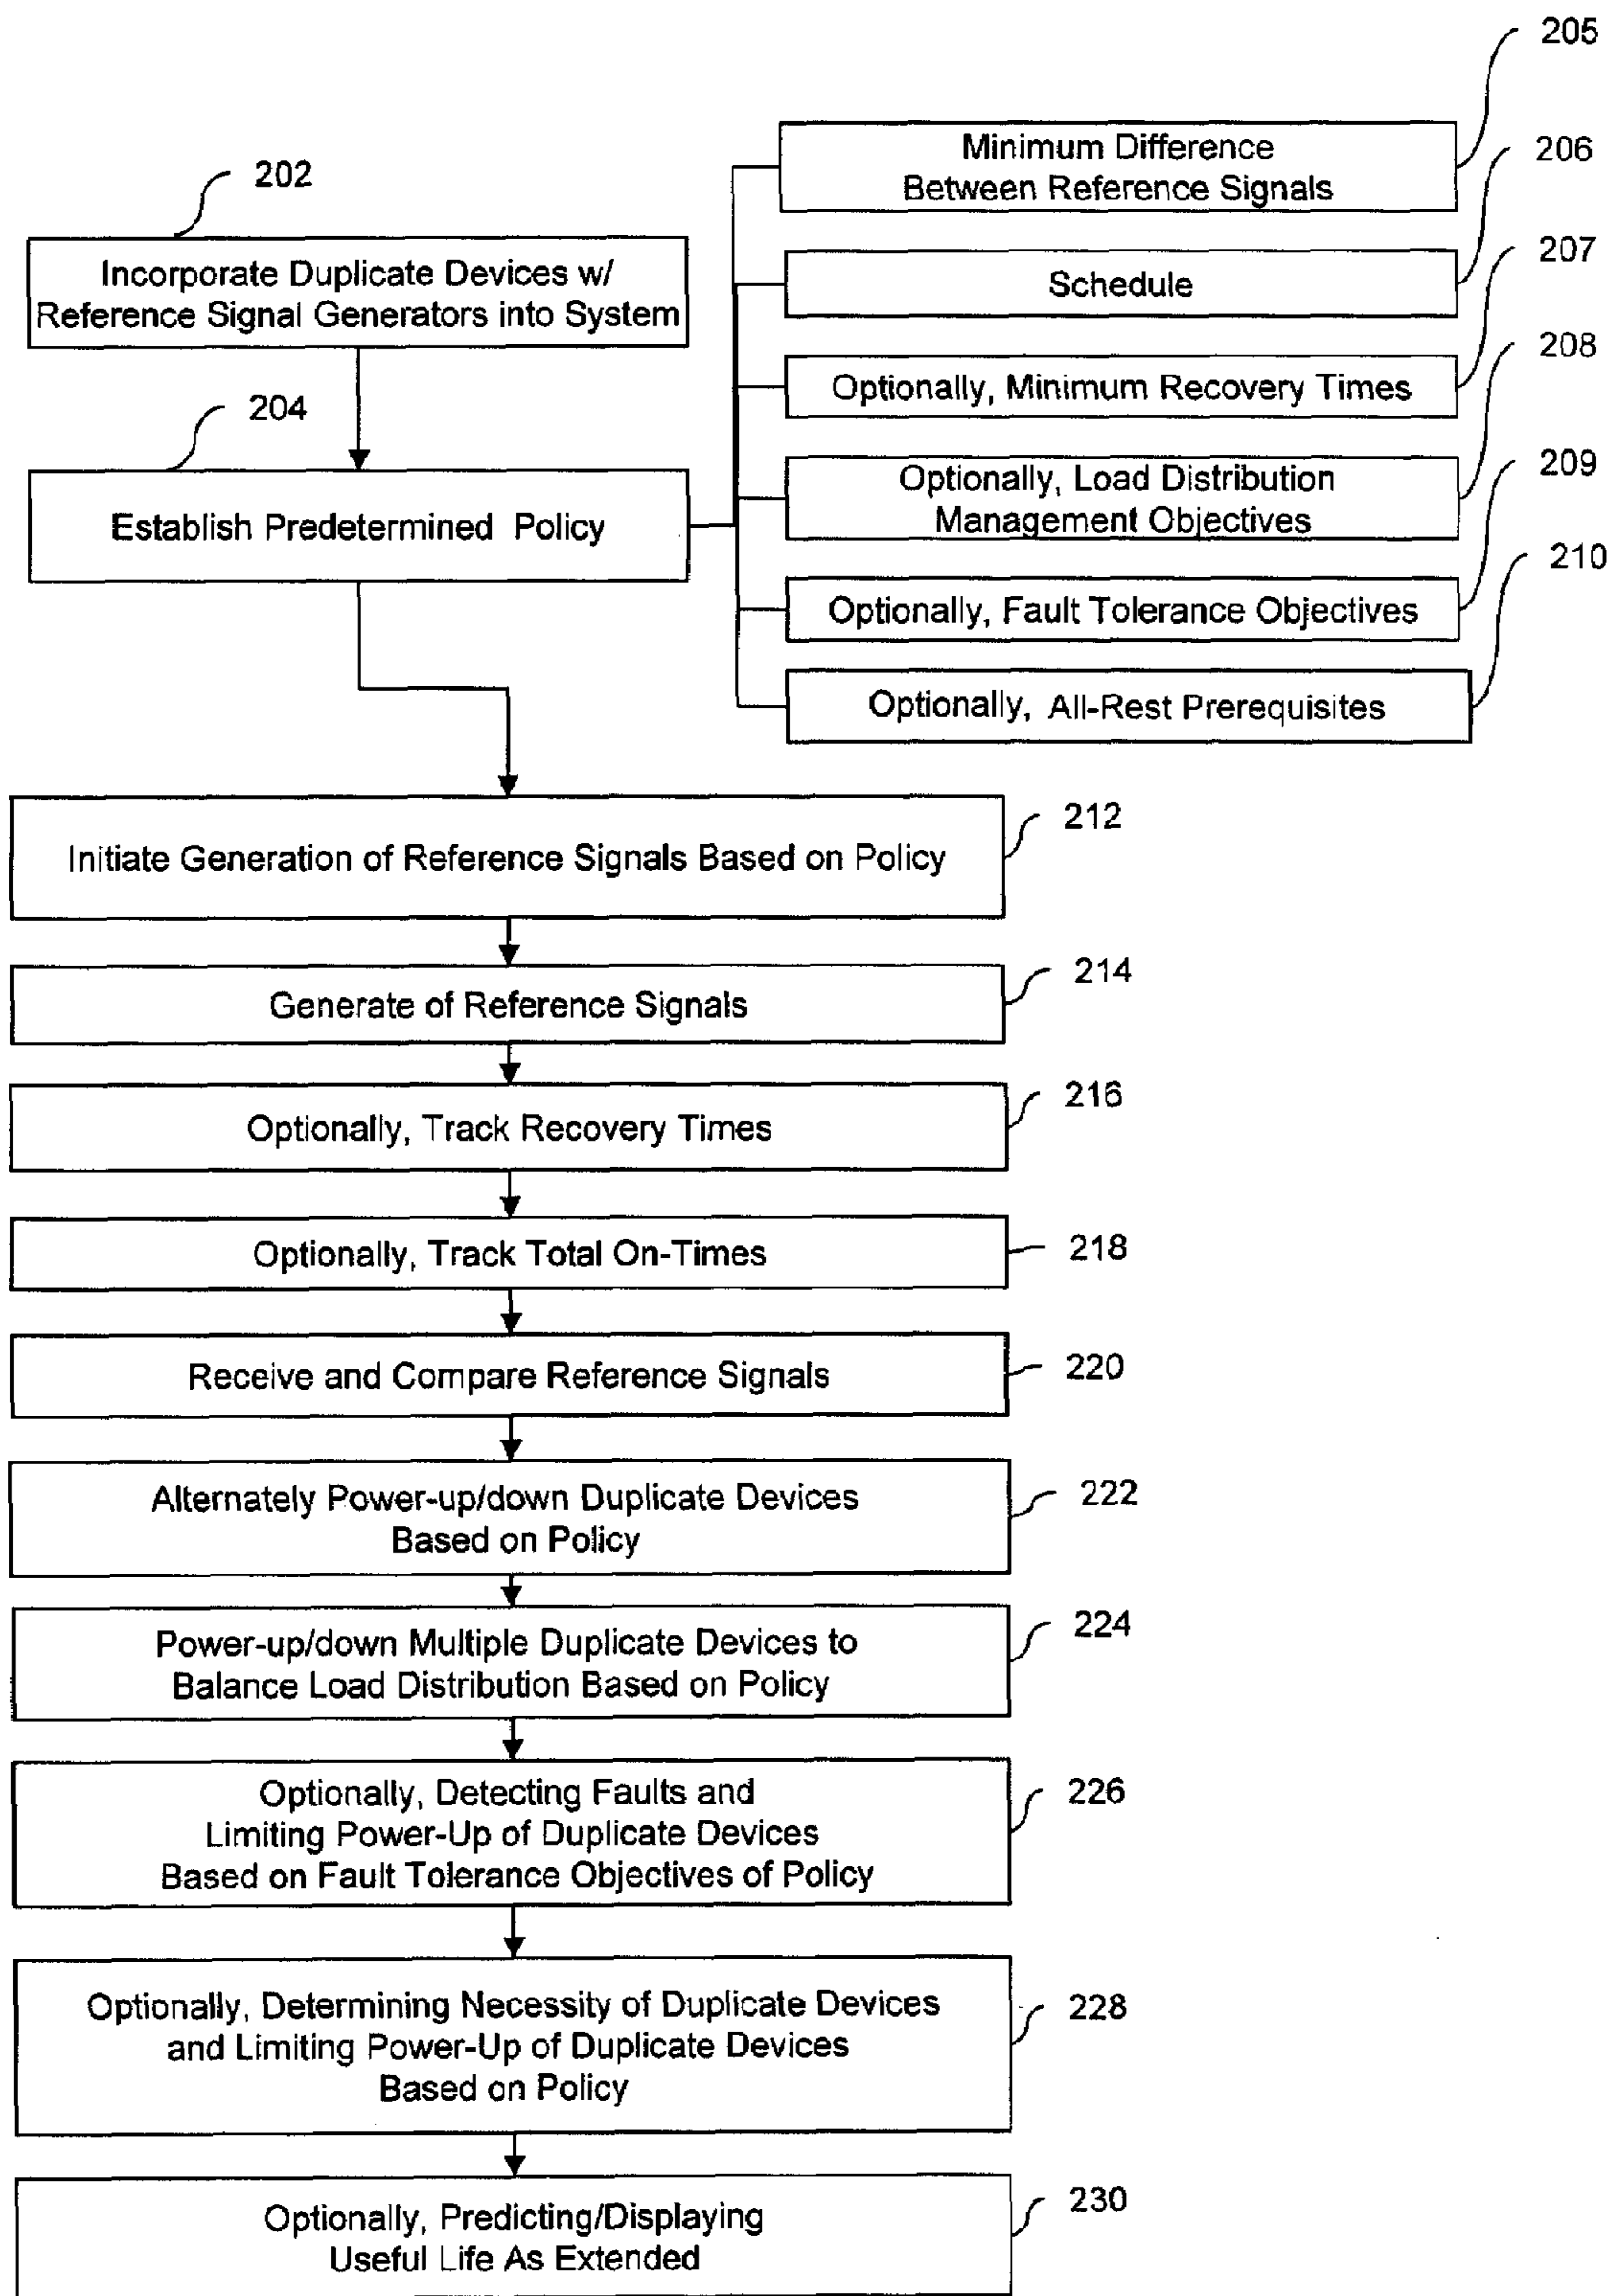 205
Minimum Difference
Between Reference Signals
206
202
Incorporate Duplicate Devices w/
Reference Signal Generators into System
207
Schedule
208
Optionally, Minimum Recovery Times
204
Establish Predetermined Policy
209
Optionally, Load Distribution
Management Objectives
210
Optionally, Fault Tolerance Objectives
Optionally, All-Rest Prerequisites
212
Initiate Generation of Reference Signals Based on Policy
214
Generate of Reference Signals
216
Optionally, Track Recovery Times
218
Optionally, Track Total On-Times
220
Receive and Compare Reference Signals
222
Alternately Power-up/down Duplicate Devices
Based on Policy
224
Power-up/down Multiple Duplicate Devices to
Balance Load Distribution Based on Policy
226
Optionally, Detecting Faults and
Limiting Power-Up of Duplicate Devices
Based on Fault Tolerance Objectives of Policy
228
Optionally, Determining Necessity of Duplicate Devices
and Limiting Power-Up of Duplicate Devices
Based on Policy
230
Optionally, Predicting/Displaying
Useful Life As Extended